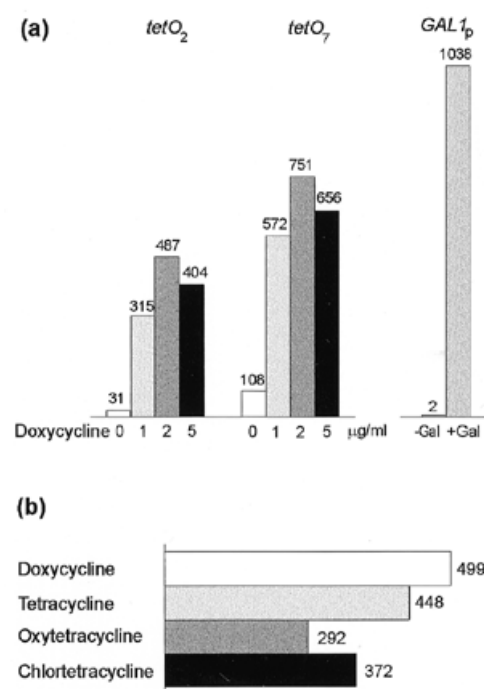 (a)
tetO2 tetO7 GAL1p
1038
751
656
572
487
404
315
108
31
2
Doxycycline 0 1 2 5 0 1 2 5 µg/ml -Gal +Gal
(b)
Doxycycline 499
Tetracycline 448
Oxytetracycline 292
Chlortetracycline 372